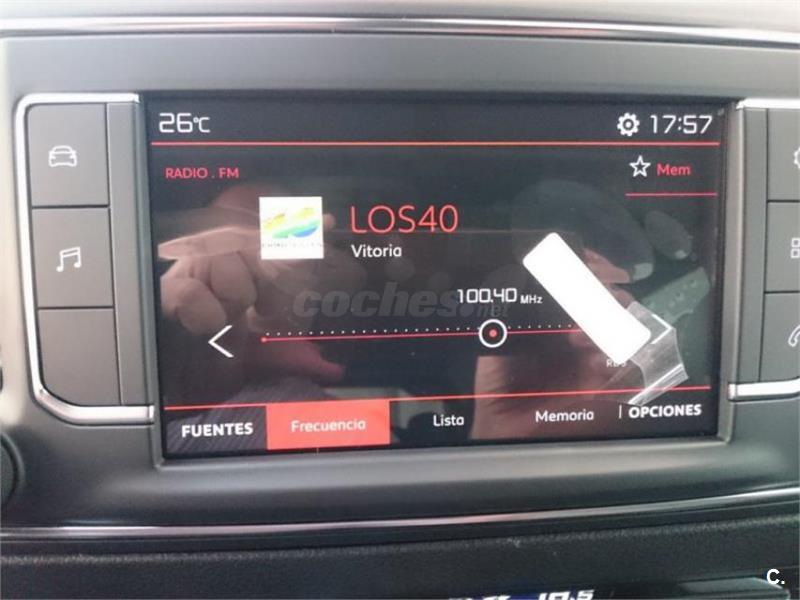 26°C
17:57
RADIO . FM
Mem
LOS40
Vitoria
coches.net
100.40 MHz
FUENTES
Frecuencia
Lista
Memoria
OPCIONES
C.